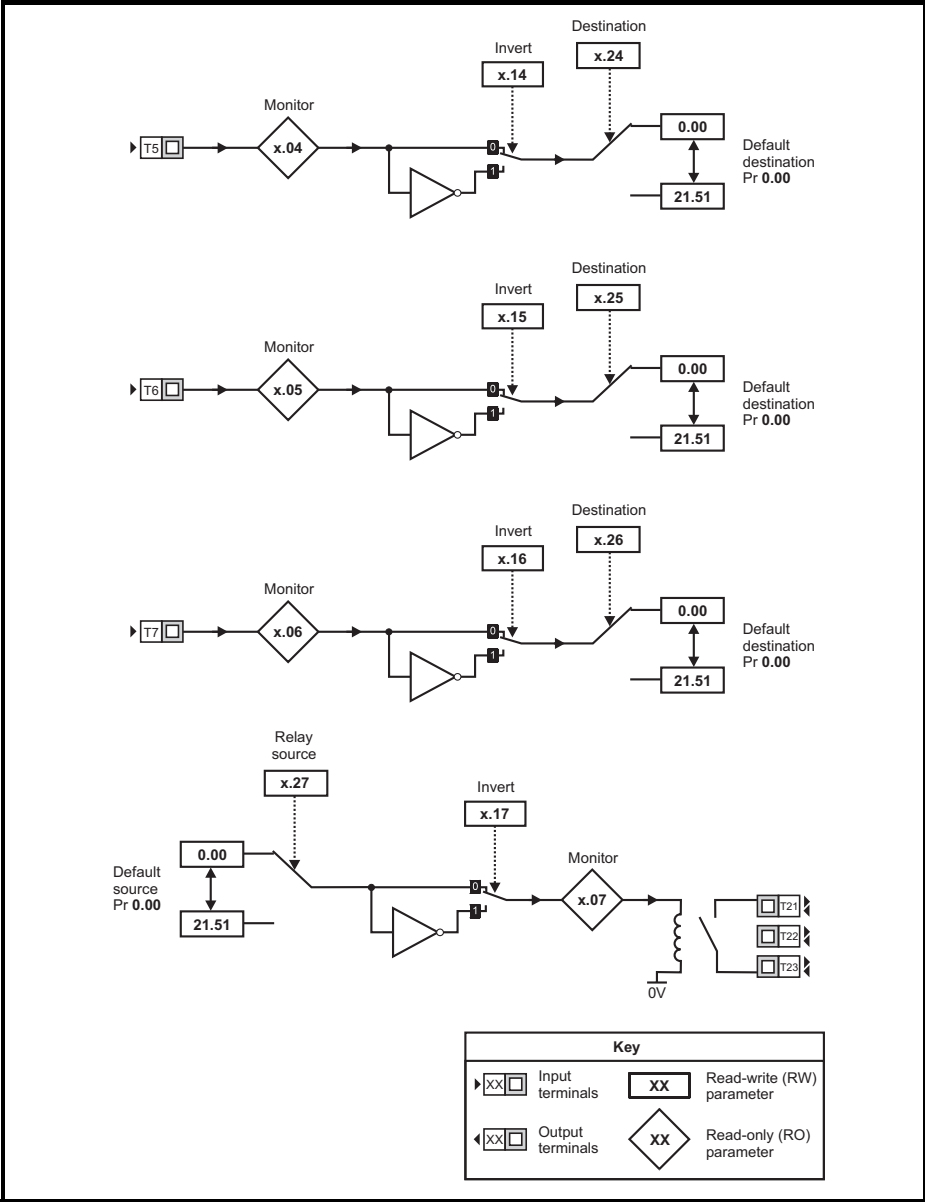 Destination
Invert
x.24
x.14
Monitor
0.00
T5
x.04
0
1
Default
destination
Pr 0.00
21.51
Destination
Invert
x.25
x.15
Monitor
0.00
T6
x.05
0
1
Default
destination
Pr 0.00
21.51
Destination
Invert
x.26
x.16
Monitor
0.00
T7
x.06
0
1
Default
destination
Pr 0.00
21.51
Relay
source
x.27
Invert
x.17
0.00
Monitor
Default
source
Pr 0.00
0
1
x.07
T21
21.51
T22
T23
0V
Key
XX
Input
terminals
XX
Read-write (RW)
parameter
XX
Output
terminals
XX
Read-only (RO)
parameter